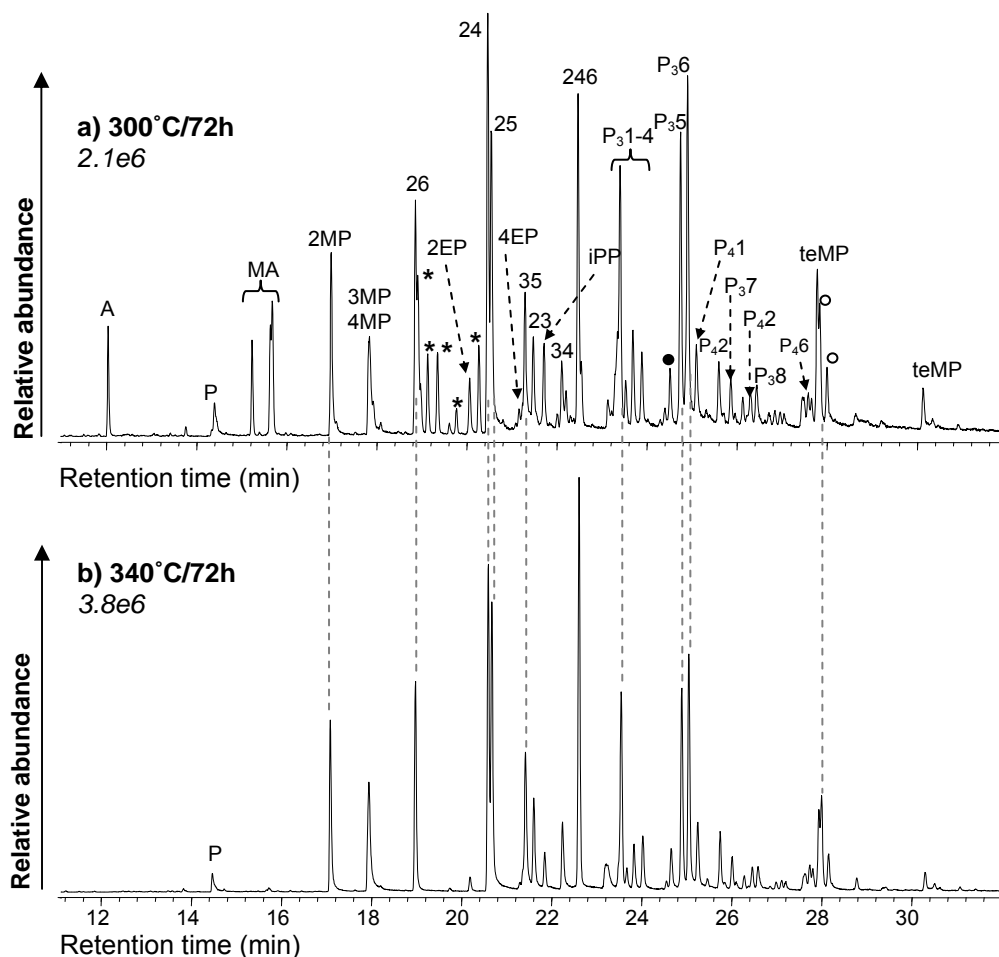 24
a) 300˚C/72h
2.1e6
25
246
P₃6
P₃5
P₃1-4
26
2EP
4EP
2MP
MA
35
iPP
P₄1
P₃7
teMP
A
3MP
4MP
*
*
*
*
*
23
34
P₄2
P₄2
P₃8
P₄6
teMP
P
Relative abundance
Retention time (min)
b) 340˚C/72h
3.8e6
P
Relative abundance
12 14 16 18 20 22 24 26 28 30
Retention time (min)